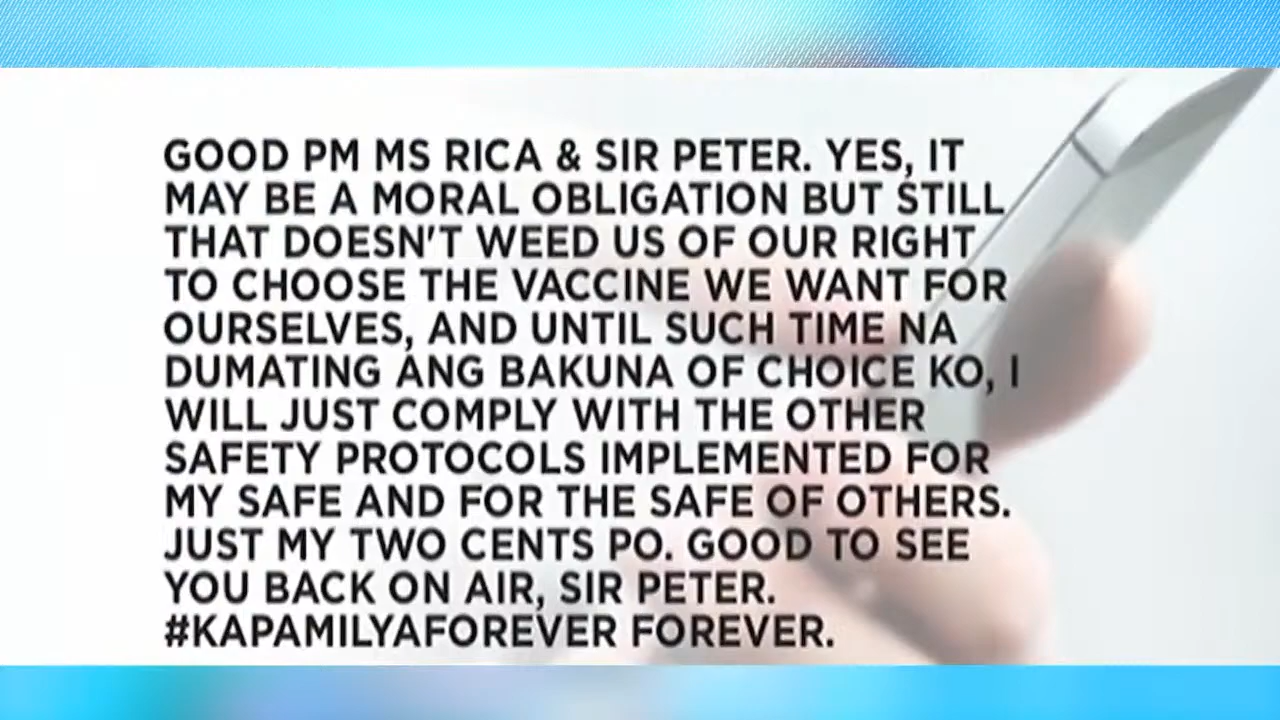 GOOD PM MS RICA & SIR PETER. YES, IT
MAY BE A MORAL OBLIGATION BUT STILL
THAT DOESN'T WEED US OF OUR RIGHT
TO CHOOSE THE VACCINE WE WANT FOR
OURSELVES, AND UNTIL SUCH TIME NA
DUMATING ANG BAKUNA OF CHOICE KO, I
WILL JUST COMPLY WITH THE OTHER
SAFETY PROTOCOLS IMPLEMENTED FOR
MY SAFE AND FOR THE SAFE OF OTHERS.
JUST MY TWO CENTS PO. GOOD TO SEE
YOU BACK ON AIR, SIR PETER.
#KAPAMILYAFOREVER FOREVER.